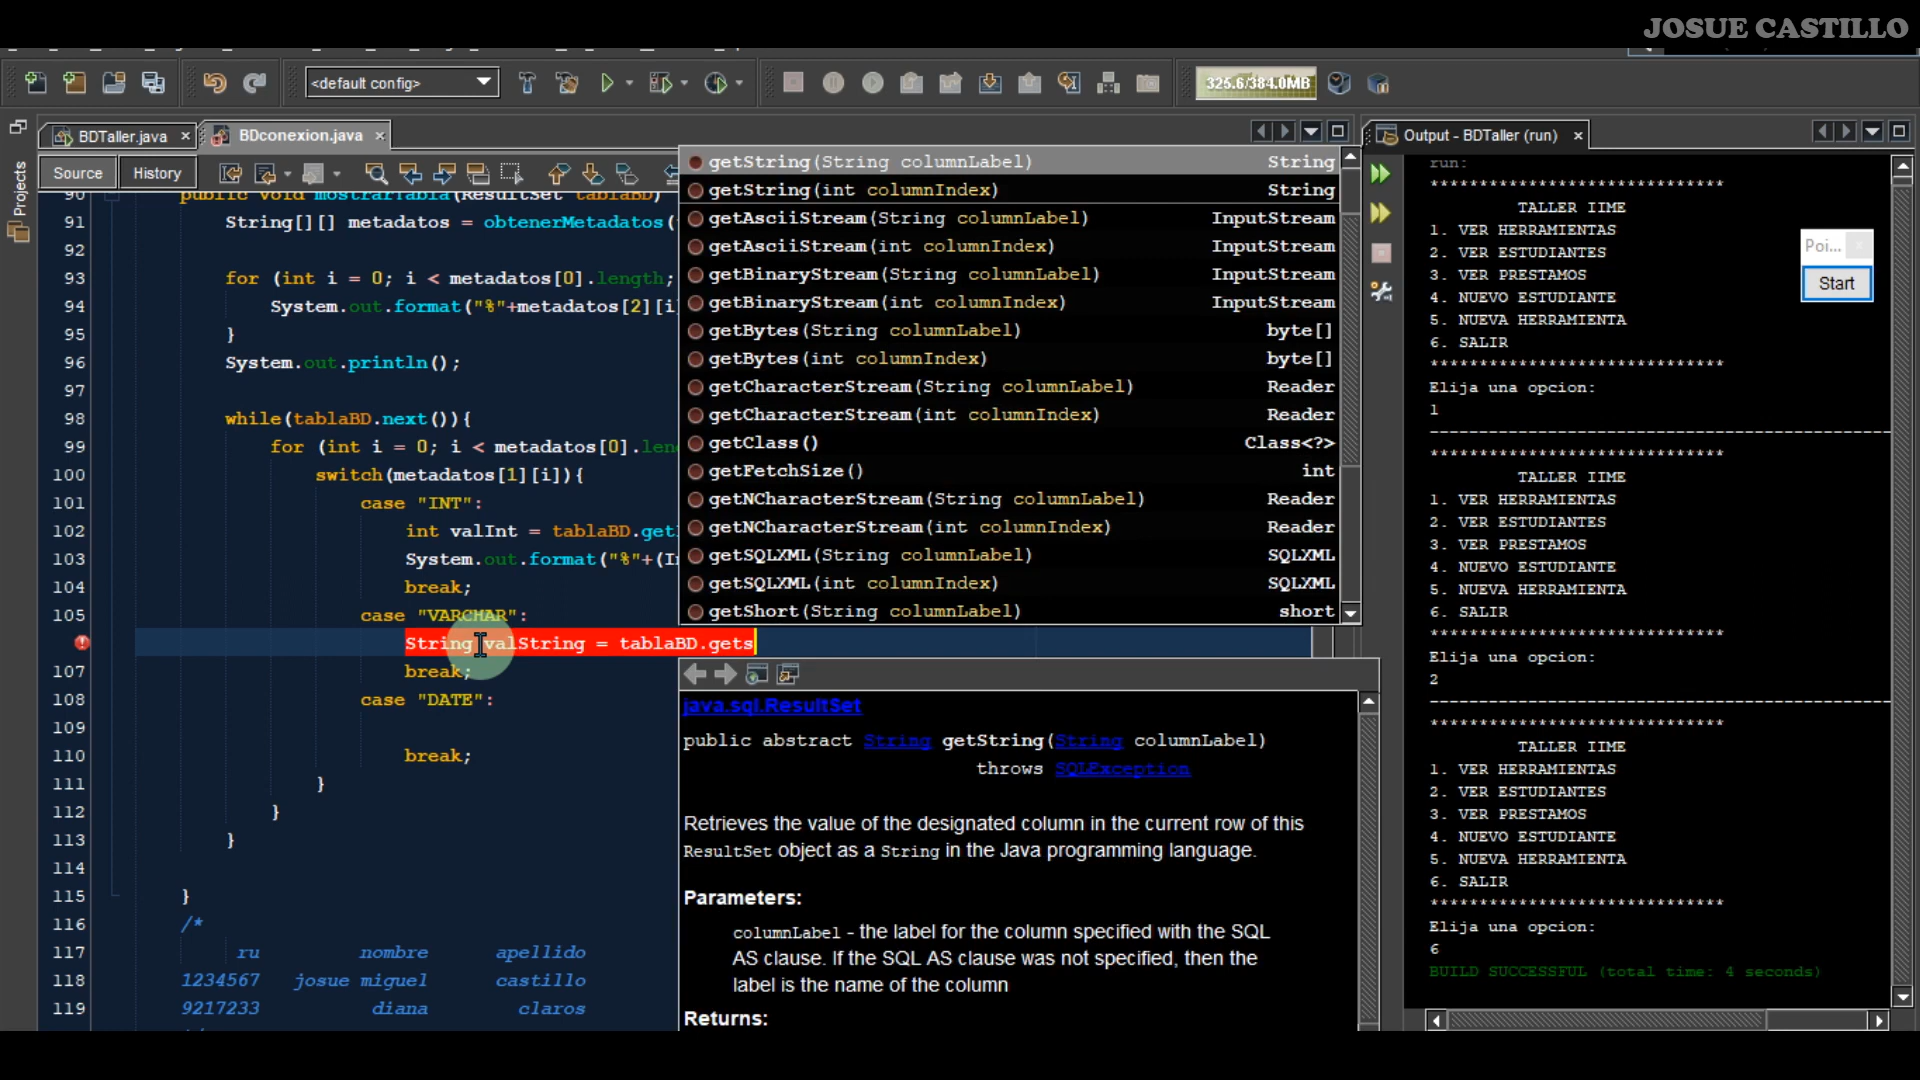 JOSUE CASTILLO
<default config>
325.6/384.0MB
Projects
BDTaller.java
BDconexion.java
Source
History
90 public void mostrarTabla(ResultSet tablaBD)
91 String[][] metadatos = obtenerMetadatos(
92
93 for (int i = 0; i < metadatos[0].length;
94 System.out.format("%"+metadatos[2][i]
95 }
96 System.out.println();
97
98 while(tablaBD.next()){
99 for (int i = 0; i < metadatos[0].len
100 switch(metadatos[1][i]){
101 case "INT":
102 int valInt = tablaBD.get
103 System.out.format("%"+(In
104 break;
105 case "VARCHAR":
String valString = tablaBD.gets
107 break;
108 case "DATE":
109
110 break;
111 }
112 }
113 }
114
115 }
116 /*
117 ru nombre apellido
118 1234567 josue miguel castillo
119 9217233 diana claros
getString(String columnLabel) String
getString(int columnIndex) String
getAsciiStream(String columnLabel) InputStream
getAsciiStream(int columnIndex) InputStream
getBinaryStream(String columnLabel) InputStream
getBinaryStream(int columnIndex) InputStream
getBytes(String columnLabel) byte[]
getBytes(int columnIndex) byte[]
getCharacterStream(String columnLabel) Reader
getCharacterStream(int columnIndex) Reader
getClass() Class<?>
getFetchSize() int
getNCharacterStream(String columnLabel) Reader
getNCharacterStream(int columnIndex) Reader
getSQLXML(String columnLabel) SQLXML
getSQLXML(int columnIndex) SQLXML
getShort(String columnLabel) short
java.sql.ResultSet
public abstract String getString(String columnLabel)
throws SQLException
Retrieves the value of the designated column in the current row of this
ResultSet object as a String in the Java programming language.
Parameters:
columnLabel - the label for the column specified with the SQL
AS clause. If the SQL AS clause was not specified, then the
label is the name of the column
Returns:
Output - BDTaller (run)
run:
****************************
TALLER IIME
1. VER HERRAMIENTAS
2. VER ESTUDIANTES
3. VER PRESTAMOS
4. NUEVO ESTUDIANTE
5. NUEVA HERRAMIENTA
6. SALIR
****************************
Elija una opcion:
1
----------------------------------------------------
****************************
TALLER IIME
1. VER HERRAMIENTAS
2. VER ESTUDIANTES
3. VER PRESTAMOS
4. NUEVO ESTUDIANTE
5. NUEVA HERRAMIENTA
6. SALIR
****************************
Elija una opcion:
2
----------------------------------------------------
****************************
TALLER IIME
1. VER HERRAMIENTAS
2. VER ESTUDIANTES
3. VER PRESTAMOS
4. NUEVO ESTUDIANTE
5. NUEVA HERRAMIENTA
6. SALIR
****************************
Elija una opcion:
6
BUILD SUCCESSFUL (total time: 4 seconds)
Poi...
Start